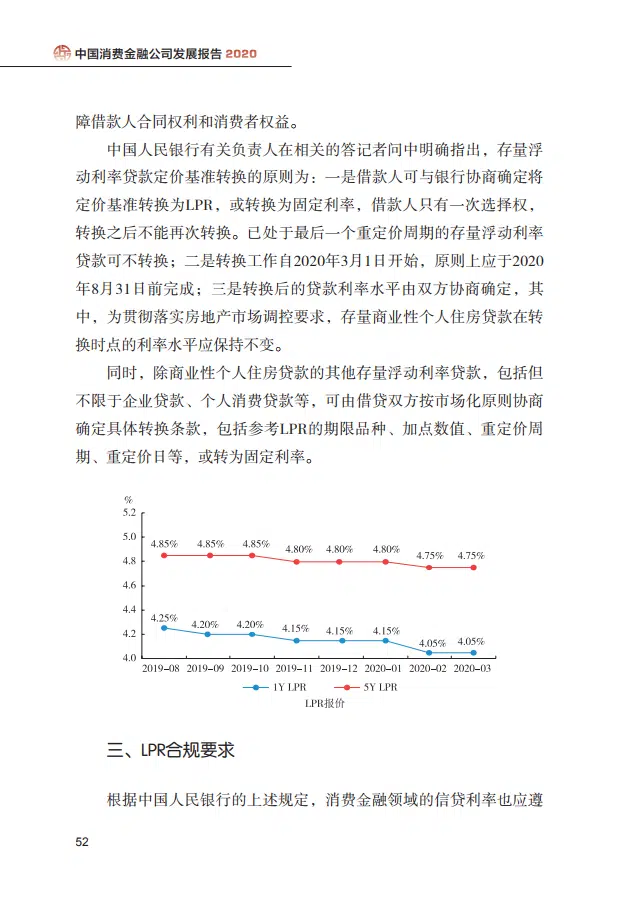 中国消费金融公司发展报告 2020
障借款人合同权利和消费者权益。
中国人民银行有关负责人在相关的答记者问中明确指出，存量浮
动利率贷款定价基准转换的原则为：一是借款人可与银行协商确定将
定价基准转换为LPR，或转换为固定利率，借款人只有一次选择权，
转换之后不能再次转换。已处于最后一个重定价周期的存量浮动利率
贷款可不转换；二是转换工作自2020年3月1日开始，原则上应于2020
年8月31日前完成；三是转换后的贷款利率水平由双方协商确定，其
中，为贯彻落实房地产市场调控要求，存量商业性个人住房贷款在转
换时点的利率水平应保持不变。
同时，除商业性个人住房贷款的其他存量浮动利率贷款，包括但
不限于企业贷款、个人消费贷款等，可由借贷双方按市场化原则协商
确定具体转换条款，包括参考LPR的期限品种、加点数值、重定价周
期、重定价日等，或转为固定利率。
%
5.2
5.0
4.85% 4.85% 4.85% 4.80% 4.80% 4.80% 4.75% 4.75%
4.8
4.6
4.4
4.25% 4.20% 4.20% 4.15% 4.15% 4.15% 4.05% 4.05%
4.2
4.0
2019-08 2019-09 2019-10 2019-11 2019-12 2020-01 2020-02 2020-03
1Y LPR 5Y LPR
LPR报价
三、LPR合规要求
根据中国人民银行的上述规定，消费金融领域的信贷利率也应遵
52